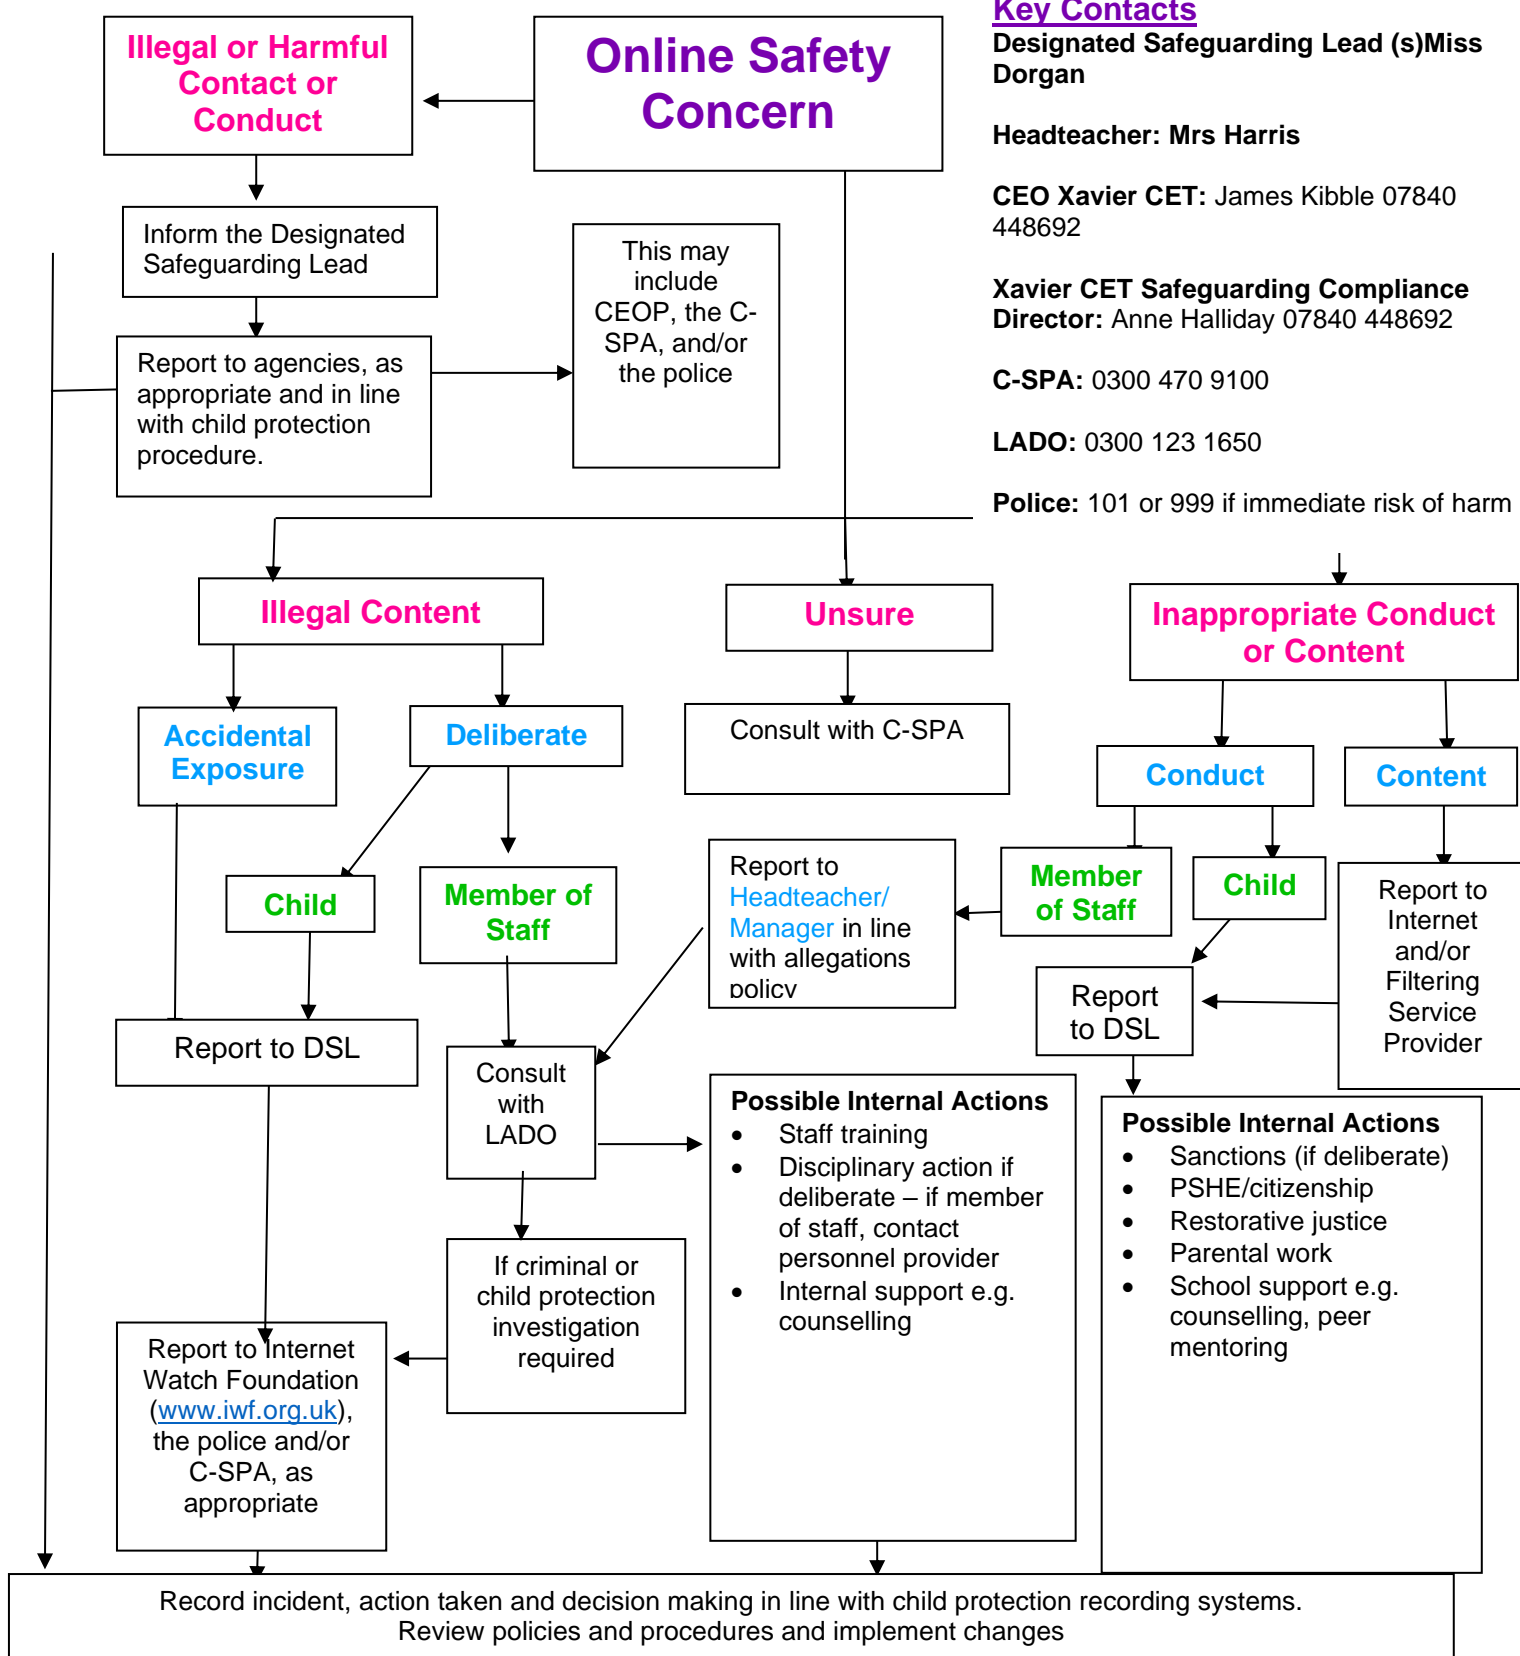 Key Contacts
Designated Safeguarding Lead (s)Miss
Dorgan
Headteacher: Mrs Harris
CEO Xavier CET: James Kibble 07840
448692
Xavier CET Safeguarding Compliance
Director: Anne Halliday 07840 448692
C-SPA: 0300 470 9100
LADO: 0300 123 1650
Police: 101 or 999 if immediate risk of harm
Online Safety
Concern
Illegal or Harmful
Contact or
Conduct
Inform the Designated
Safeguarding Lead
Report to agencies, as
appropriate and in line
with child protection
procedure.
This may
include
CEOP, the C-
SPA, and/or
the police
Illegal Content
Unsure
Inappropriate Conduct
or Content
Accidental
Exposure
Deliberate
Consult with C-SPA
Conduct
Content
Child
Member of
Staff
Report to
Headteacher/
Manager in line
with allegations
policy
Member
of Staff
Child
Report to
Internet
and/or
Filtering
Service
Provider
Report to DSL
Consult
with
LADO
Report
to DSL
If criminal or
child protection
investigation
required
Possible Internal Actions
• Staff training
• Disciplinary action if
deliberate – if member
of staff, contact
personnel provider
• Internal support e.g.
counselling
Possible Internal Actions
• Sanctions (if deliberate)
• PSHE/citizenship
• Restorative justice
• Parental work
• School support e.g.
counselling, peer
mentoring
Report to Internet
Watch Foundation
(www.iwf.org.uk),
the police and/or
C-SPA, as
appropriate
Record incident, action taken and decision making in line with child protection recording systems.
Review policies and procedures and implement changes